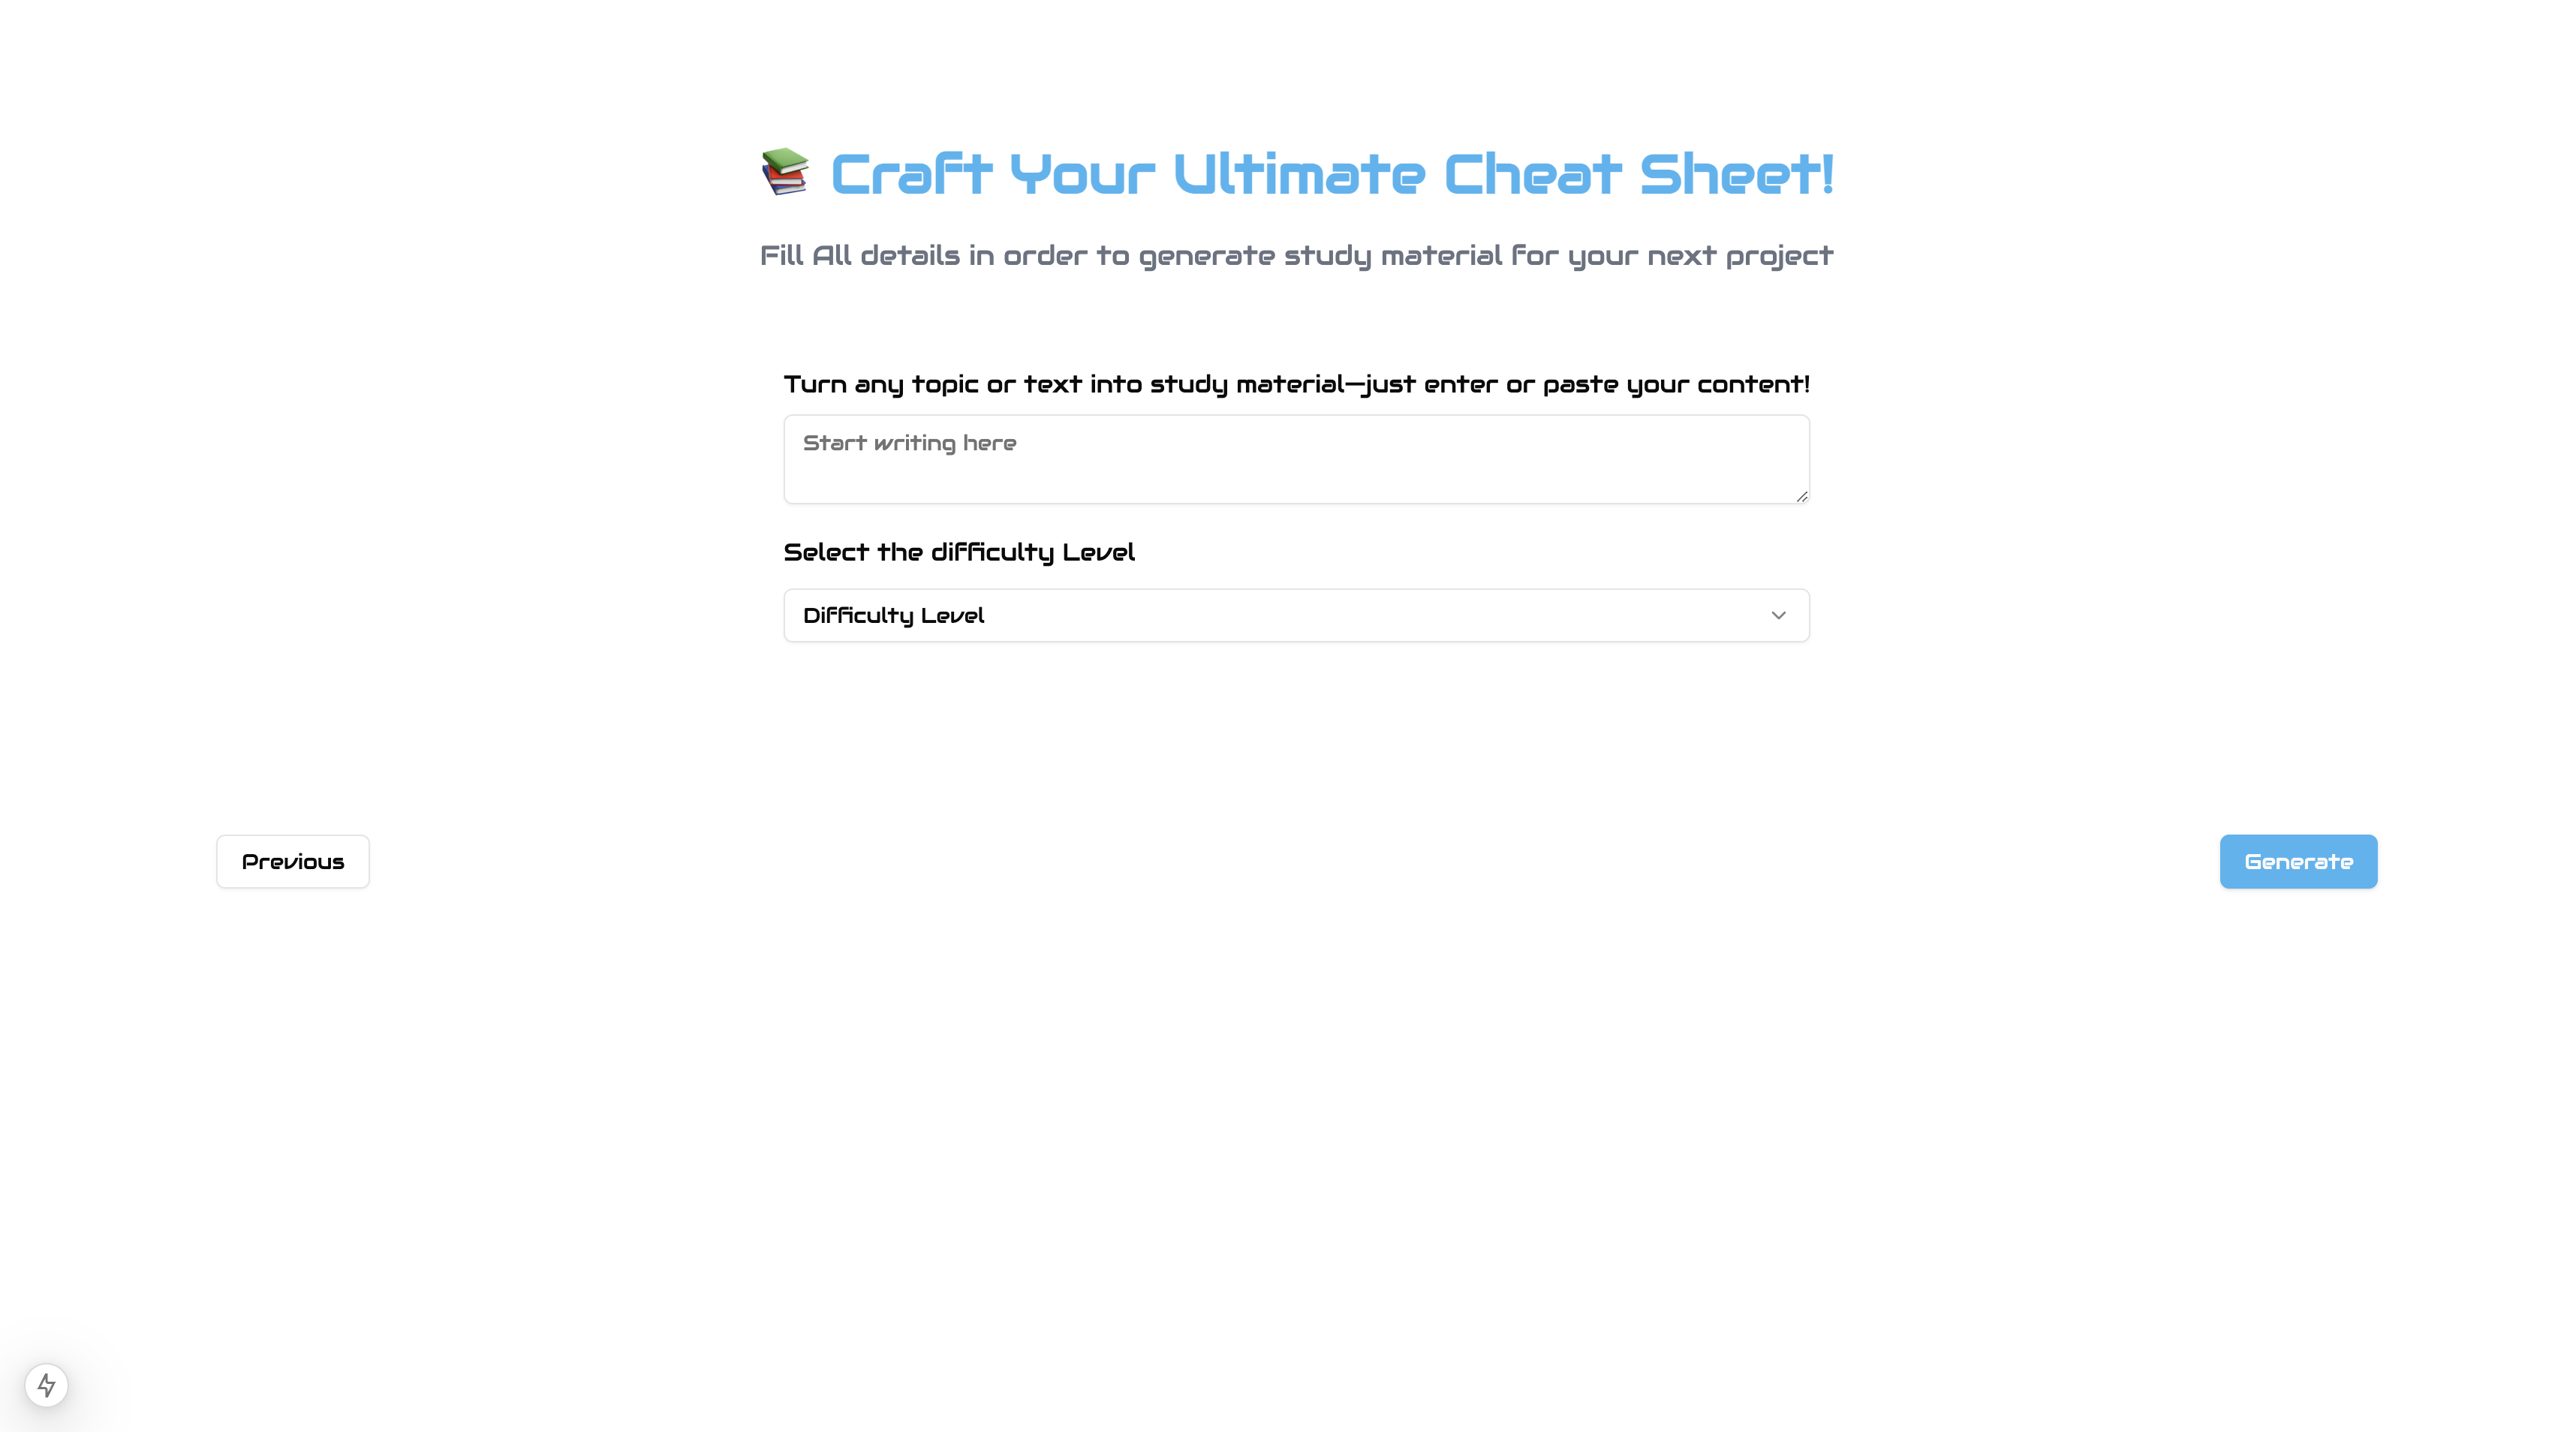 Craft Your Ultimate Cheat Sheet!
Fill All details in order to generate study material for your next project
Turn any topic or text into study material—just enter or paste your content!
Start writing here
Select the difficulty Level
Difficulty Level
Previous
Generate